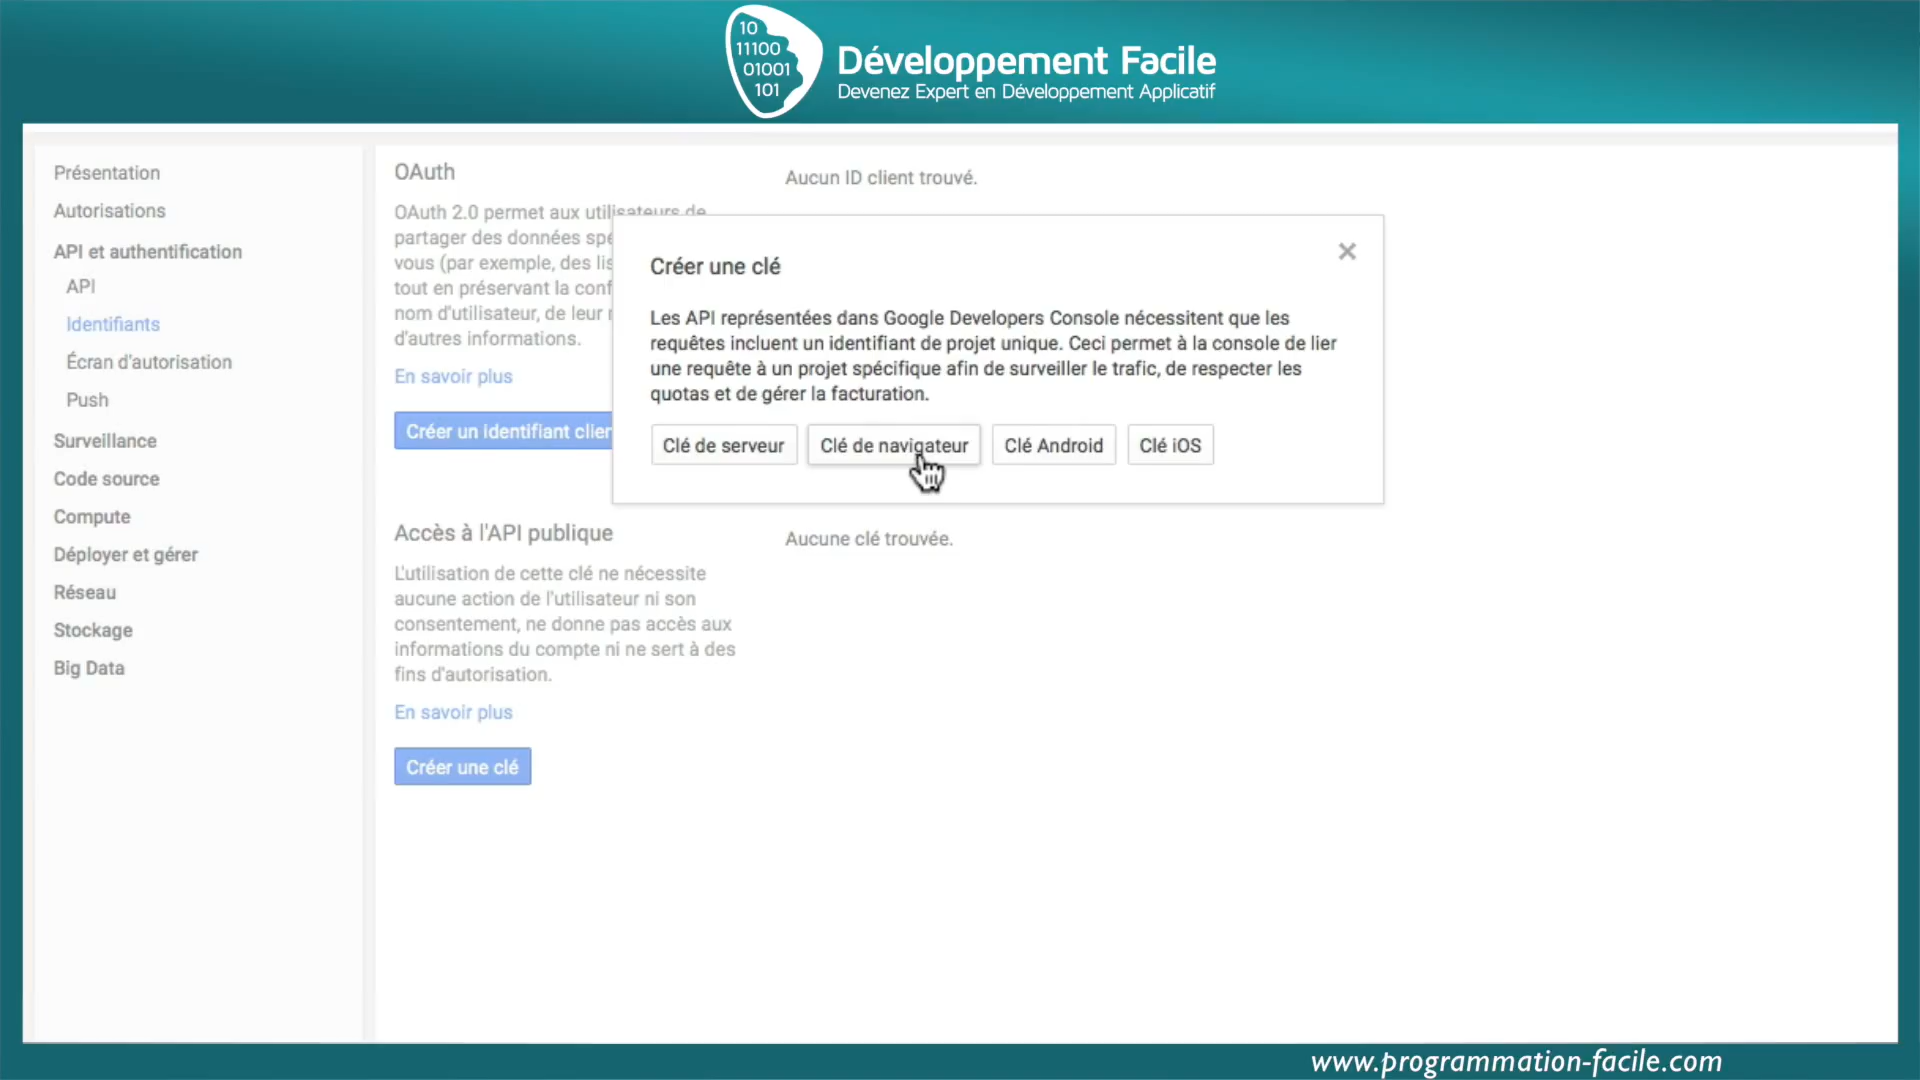 10
11100
01001
101
Développement Facile
Devenez Expert en Développement Applicatif
Présentation
Autorisations
API et authentification
API
Identifiants
Écran d'autorisation
Push
Surveillance
Code source
Compute
Déployer et gérer
Réseau
Stockage
Big Data
OAuth
OAuth 2.0 permet aux utilisateurs de
partager des données spé
vous (par exemple, des lis
tout en préservant la conf
nom d'utilisateur, de leur
d'autres informations.
En savoir plus
Créer un identifiant clien
Aucun ID client trouvé.
Créer une clé
Les API représentées dans Google Developers Console nécessitent que les
requêtes incluent un identifiant de projet unique. Ceci permet à la console de lier
une requête à un projet spécifique afin de surveiller le trafic, de respecter les
quotas et de gérer la facturation.
Clé de serveur
Clé de navigateur
Clé Android
Clé iOS
Accès à l'API publique
L'utilisation de cette clé ne nécessite
aucune action de l'utilisateur ni son
consentement, ne donne pas accès aux
informations du compte ni ne sert à des
fins d'autorisation.
En savoir plus
Créer une clé
Aucune clé trouvée.
www.programmation-facile.com